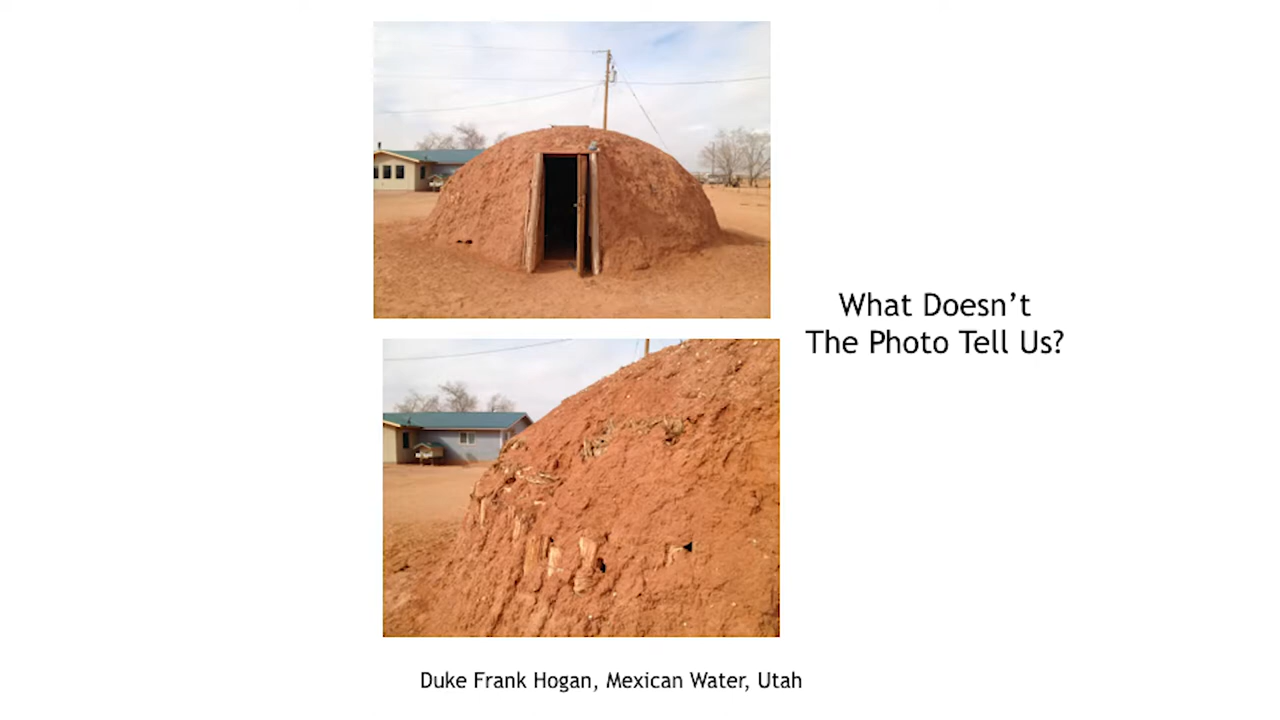 What Doesn’t
The Photo Tell Us?
Duke Frank Hogan, Mexican Water, Utah